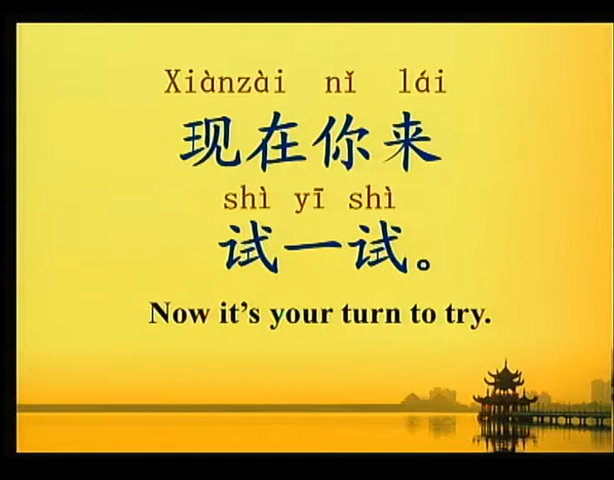 Xiànzài nǐ lái
现在你来
shì yī shì
试一试。
Now it's your turn to try.